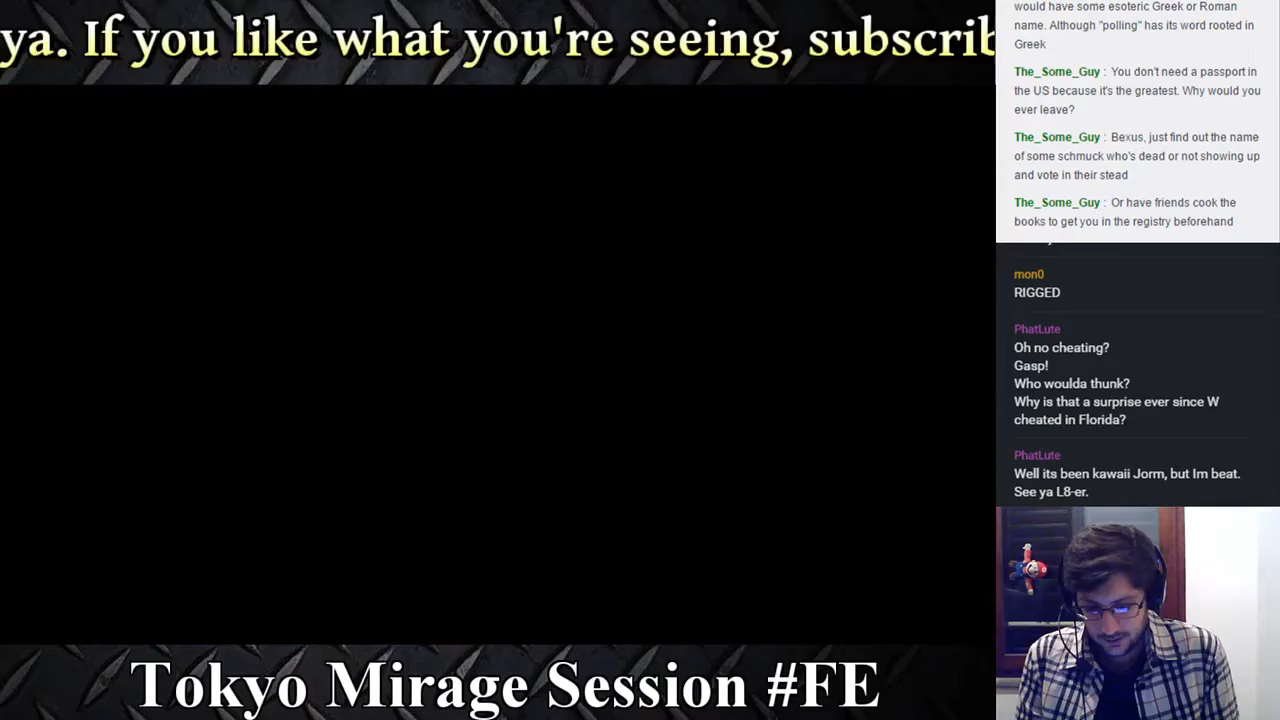 ya. If you like what you're seeing, subscrib
would have some esoteric Greek or Roman
name. Although "polling" has its word rooted in
Greek
The_Some_Guy : You don't need a passport in
the US because it's the greatest. Why would you
ever leave?
The_Some_Guy : Bexus, just find out the name
of some schmuck who's dead or not showing up
and vote in their stead
The_Some_Guy : Or have friends cook the
books to get you in the registry beforehand
mon0
RIGGED
PhatLute
Oh no cheating?
Gasp!
Who woulda thunk?
Why is that a surprise ever since W
cheated in Florida?
PhatLute
Well its been kawaii Jorm, but Im beat.
See ya L8-er.
Tokyo Mirage Session #FE